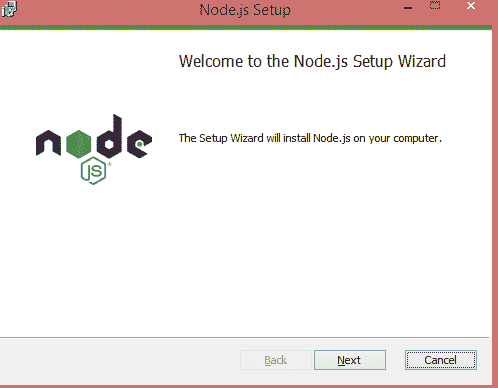 Node.js Setup
Welcome to the Node.js Setup Wizard
The Setup Wizard will install Node.js on your computer.
node
JS
®
Back
Next
Cancel